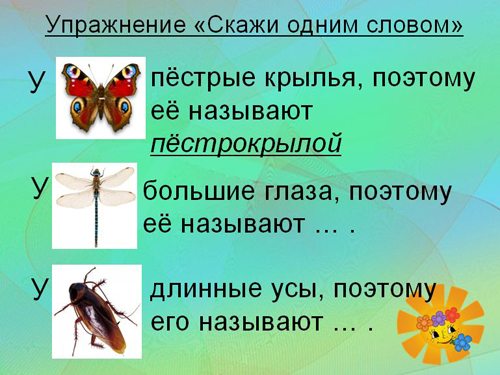 Упражнение «Скажи одним словом»
У пёстрые крылья, поэтому
её называют
пёстрокрылой
У большие глаза, поэтому
её называют … .
У длинные усы, поэтому
его называют … .